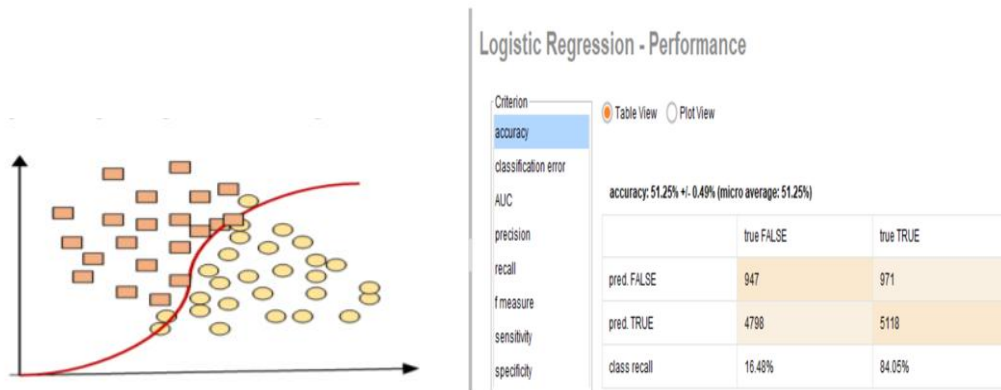 Logistic Regression - Performance
Criterion
accuracy
classification error
AUC
precision
recall
f measure
sensitivity
specificity
Table View Plot View
accuracy: 51.25% +/- 0.49% (micro average: 51.25%)
true FALSE true TRUE
pred. FALSE 947 971
pred. TRUE 4798 5118
class recall 16.48% 84.05%